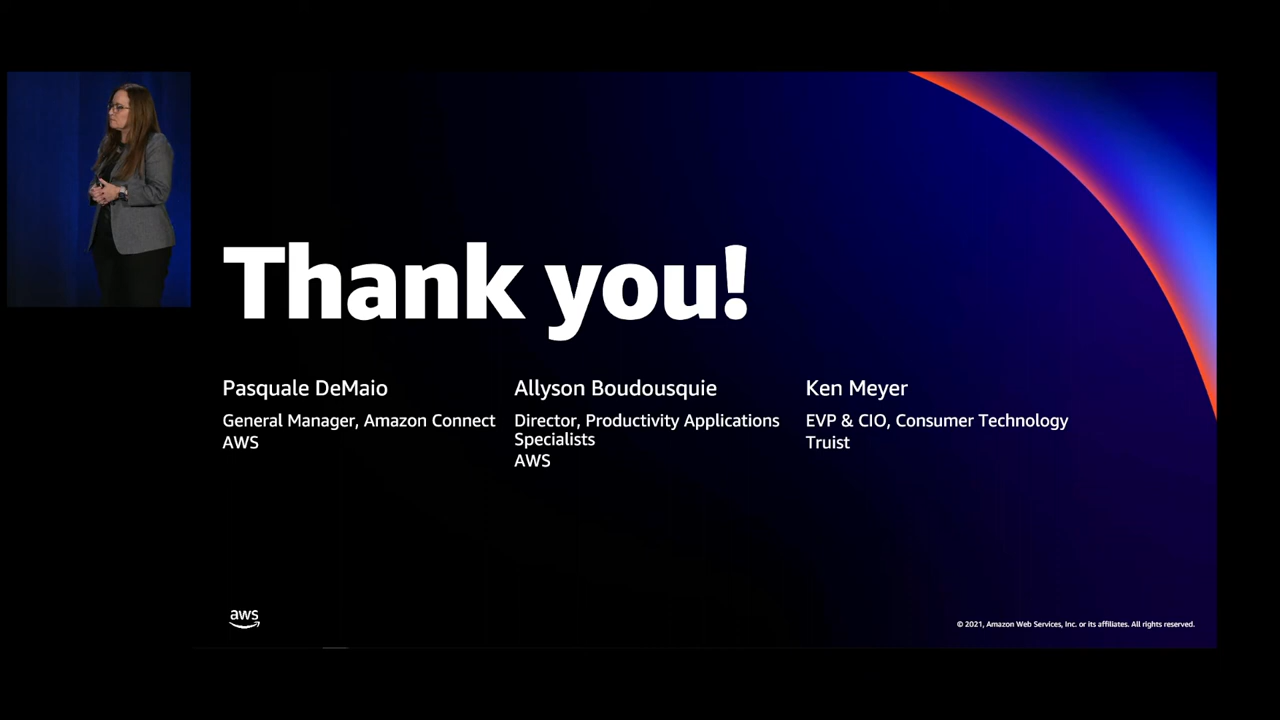 Thank you!
Pasquale DeMaio
General Manager, Amazon Connect
AWS
Allyson Boudousquie
Director, Productivity Applications
Specialists
AWS
Ken Meyer
EVP & CIO, Consumer Technology
Truist
aws
© 2021, Amazon Web Services, Inc. or its affiliates. All rights reserved.